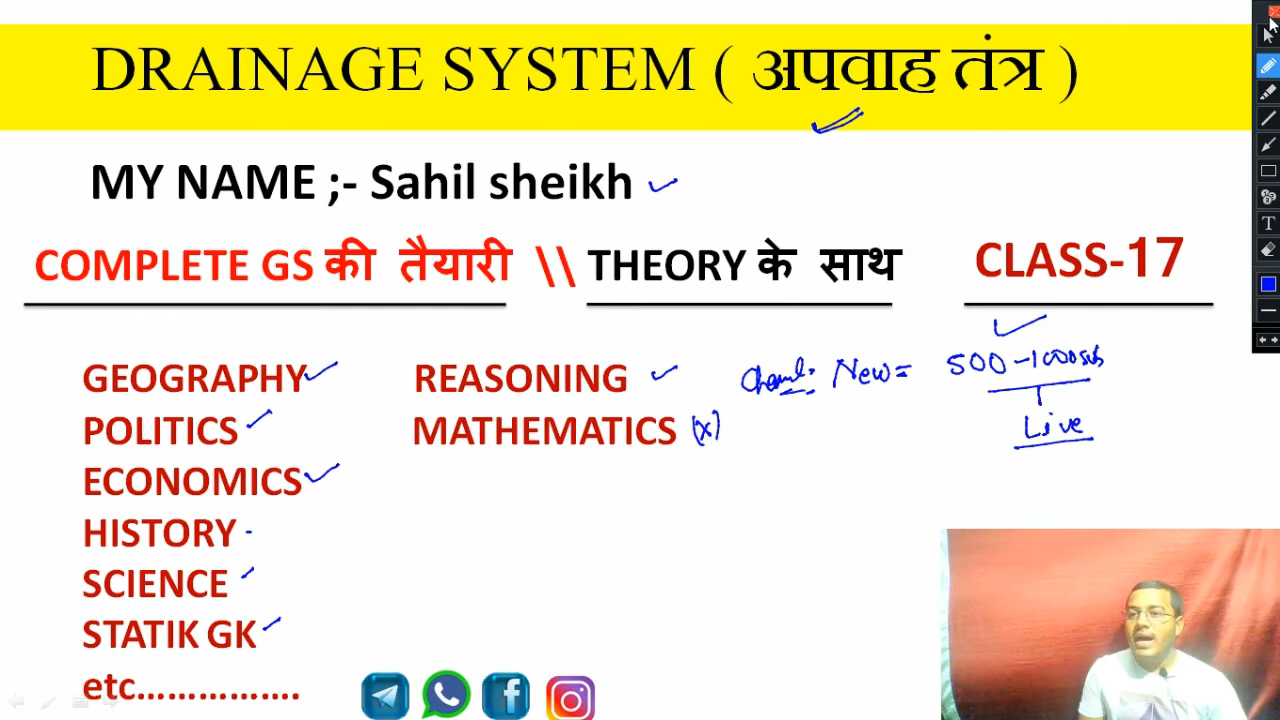 DRAINAGE SYSTEM ( अपवाह तंत्र )
MY NAME ;- Sahil sheikh
COMPLETE GS की तैयारी \\ THEORY के साथ CLASS-17
GEOGRAPHY REASONING
New = 500 - 1000 sub
POLITICS MATHEMATICS (x)
Live
ECONOMICS
HISTORY
SCIENCE
STATIK GK
etc................